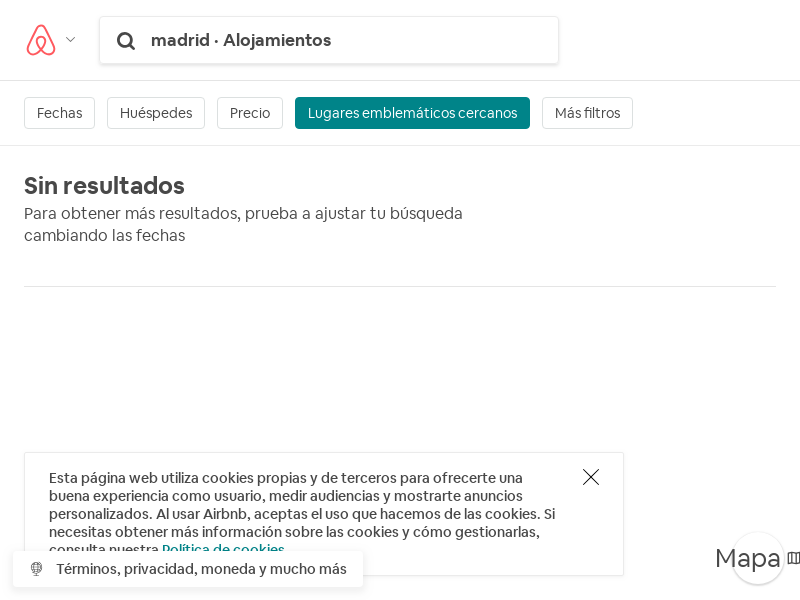 madrid · Alojamientos
Fechas
Huéspedes
Precio
Lugares emblemáticos cercanos
Más filtros
Sin resultados
Para obtener más resultados, prueba a ajustar tu búsqueda
cambiando las fechas
Esta página web utiliza cookies propias y de terceros para ofrecerte una
buena experiencia como usuario, medir audiencias y mostrarte anuncios
personalizados. Al usar Airbnb, aceptas el uso que hacemos de las cookies. Si
necesitas obtener más información sobre las cookies y cómo gestionarlas,
consulta nuestra Política de cookies
Términos, privacidad, moneda y mucho más
Mapa